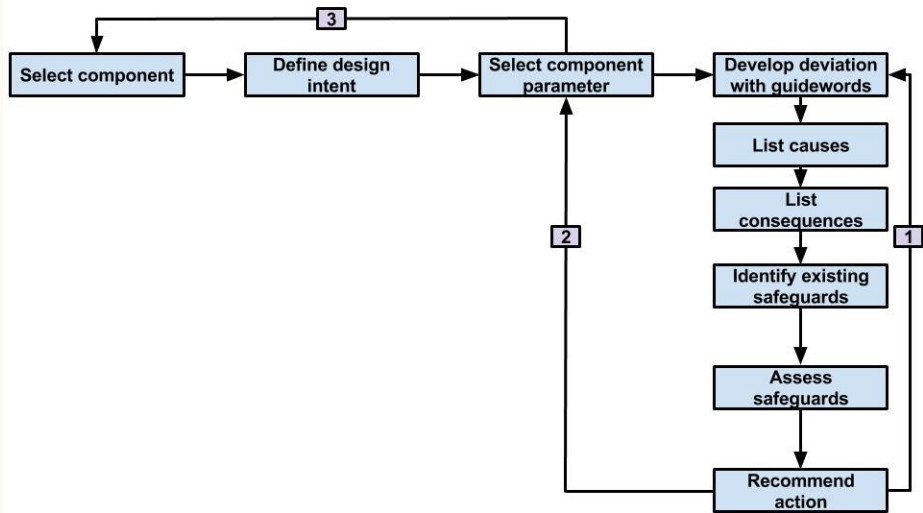 3
Select component
Define design
intent
Select component
parameter
Develop deviation
with guidewords
List causes
List
consequences
2
1
Identify existing
safeguards
Assess
safeguards
Recommend
action